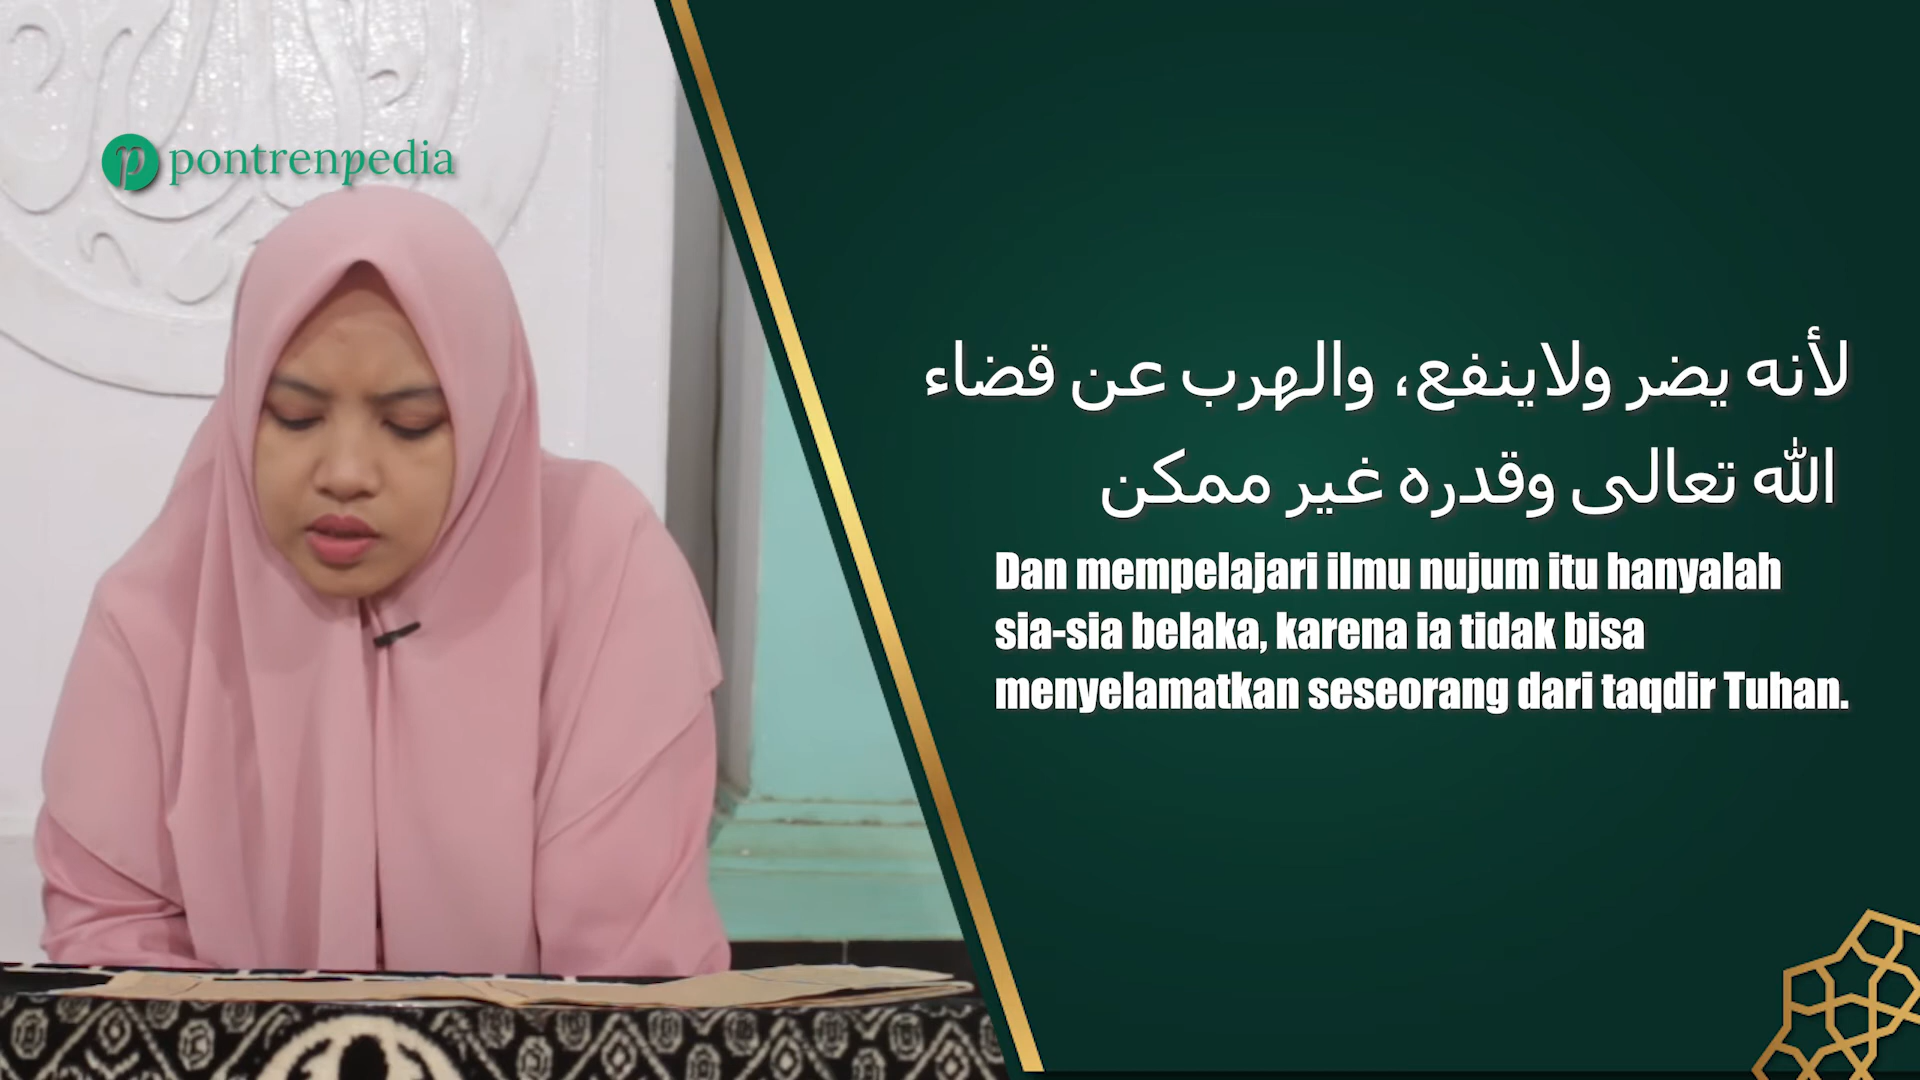 pontrenpedia
لأنه يضر ولاينفع، والهرب عن قضاء
الله تعالى وقدره غير ممكن
Dan mempelajari ilmu nujum itu hanyalah
sia-sia belaka, karena ia tidak bisa
menyelamatkan seseorang dari taqdir Tuhan.